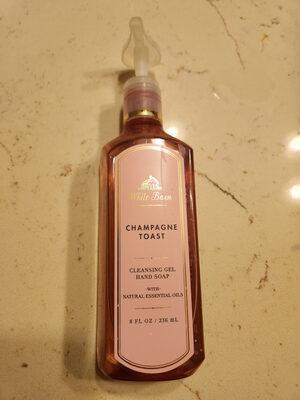 White Barn
CHAMPAGNE
TOAST
CLEANSING GEL
HAND SOAP
-WITH-
NATURAL ESSENTIAL OILS
8 FL OZ / 236 mL